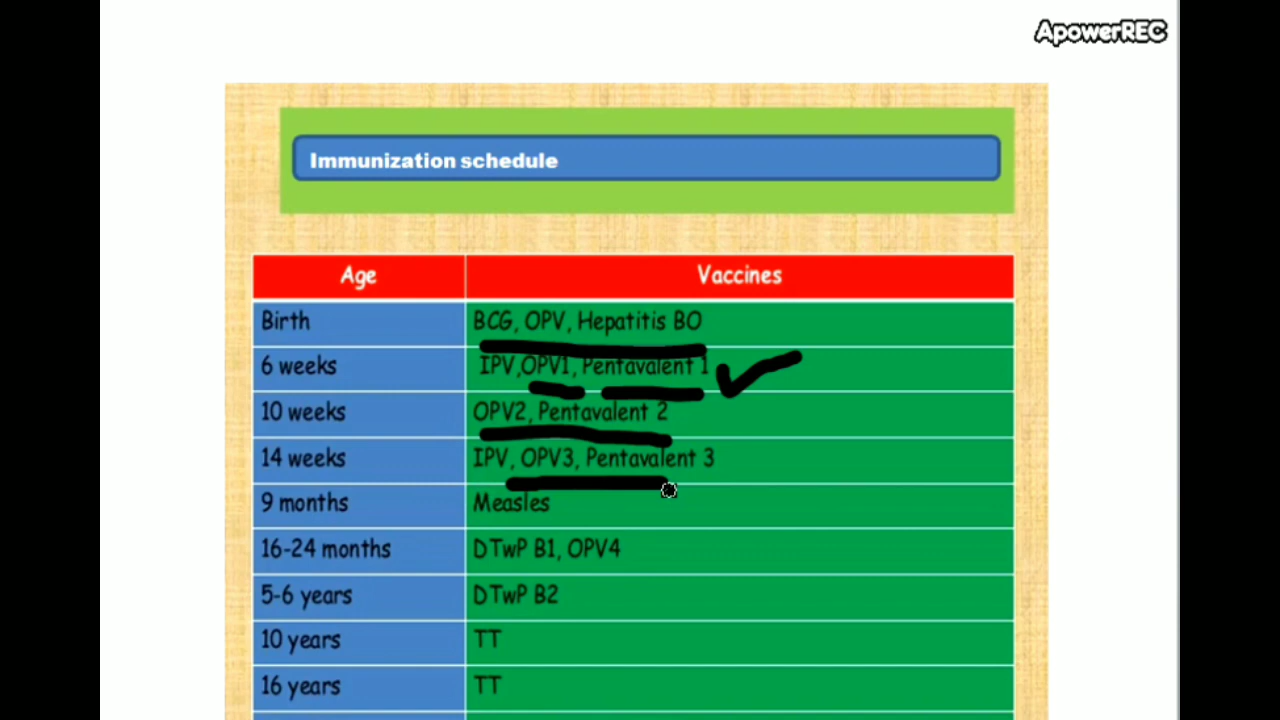 ApowerREC
Immunization schedule
Age Vaccines
Birth BCG, OPV, Hepatitis BO
6 weeks IPV,OPV1, Pentavalent 1
10 weeks OPV2, Pentavalent 2
14 weeks IPV, OPV3, Pentavalent 3
9 months Measles
16-24 months DTwP B1, OPV4
5-6 years DTwP B2
10 years TT
16 years TT